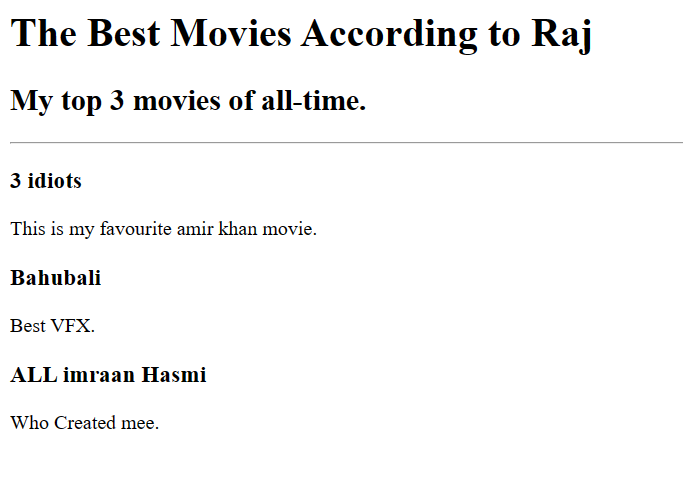 The Best Movies According to Raj
My top 3 movies of all-time.
3 idiots
This is my favourite amir khan movie.
Bahubali
Best VFX.
ALL imraan Hasmi
Who Created mee.